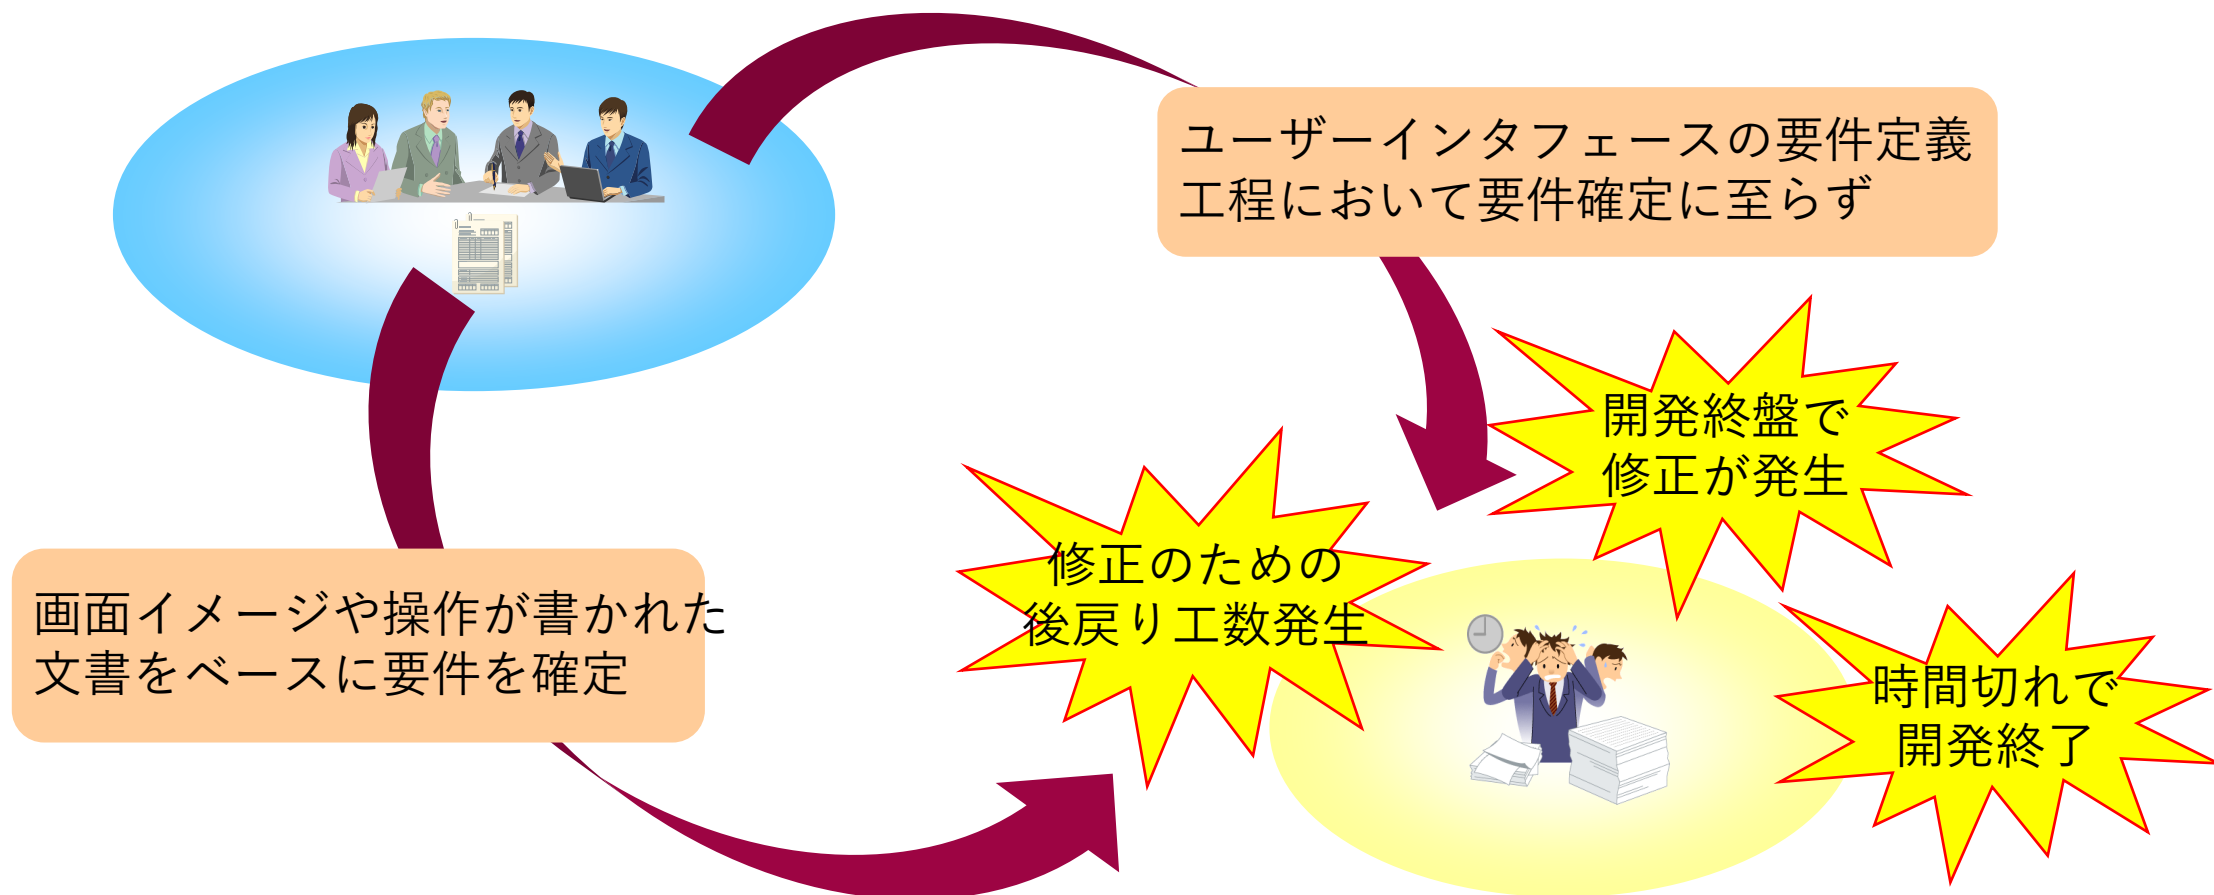 ユーザーインタフェースの要件定義
工程において要件確定に至らず
開発終盤で
修正が発生
修正のための
後戻り工数発生
画面イメージや操作が書かれた
文書をベースに要件を確定
時間切れで
開発終了